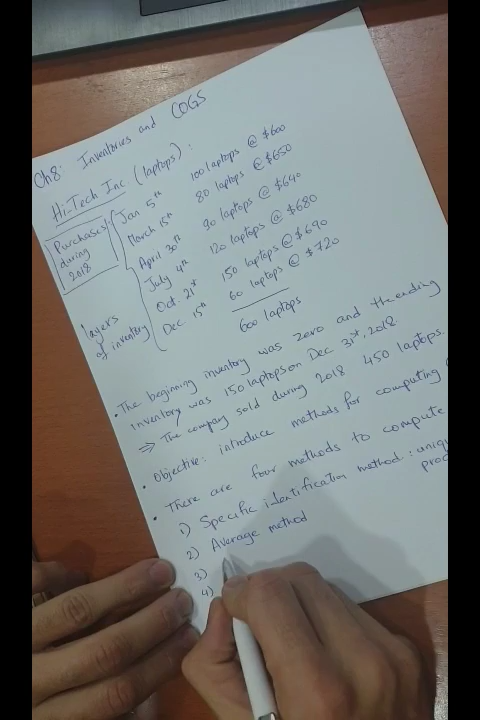 Ch8: Inventories and COGS
Hi-Tech Inc (laptops):
Purchases during 2018
Jan 5th 100 laptops @ $600
March 15th 80 laptops @ $650
April 30th 90 laptops @ $640
July 4th 120 laptops @ $680
Oct. 21st 150 laptops @ $690
Dec. 15th 60 laptops @ $720
600 laptops
layers of inventory
• The beginning inventory was zero and the ending
inventory was 150 laptops on Dec 31st, 2018
⇒ The company sold during 2018 450 laptops.
• Objective: introduce methods for computing
• There are four methods to compute
1) Specific identification method: uniq
prod
2) Average method
3)
4)